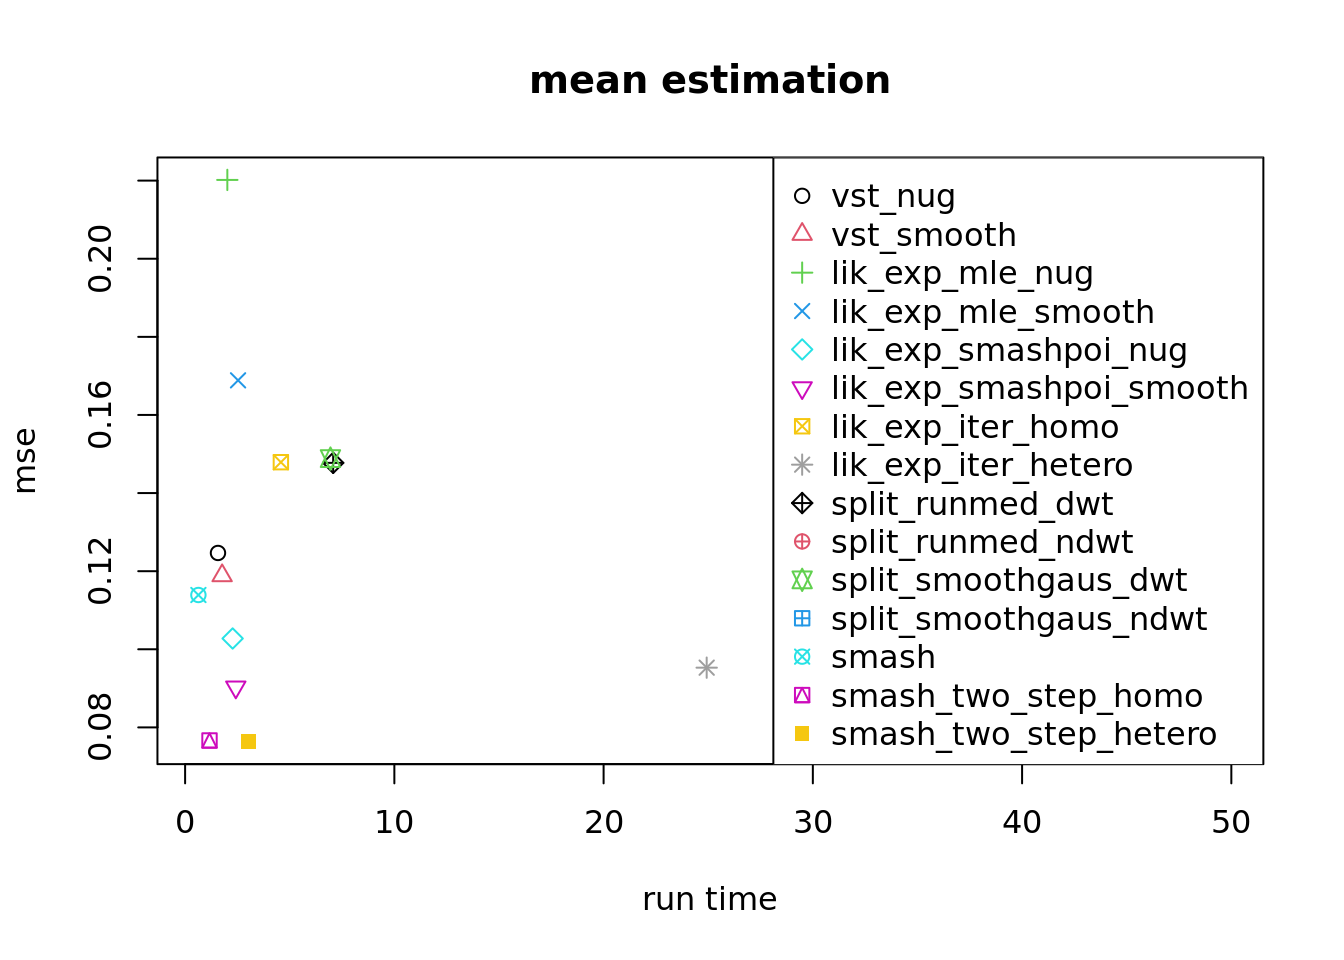 mean estimation
mse
0.20
0.16
0.12
0.08
vst_nug
vst_smooth
lik_exp_mle_nug
lik_exp_mle_smooth
lik_exp_smashpoi_nug
lik_exp_smashpoi_smooth
lik_exp_iter_homo
lik_exp_iter_hetero
split_runmed_dwt
split_runmed_ndwt
split_smoothgaus_dwt
split_smoothgaus_ndwt
smash
smash_two_step_homo
smash_two_step_hetero
0 10 20 30 40 50
run time